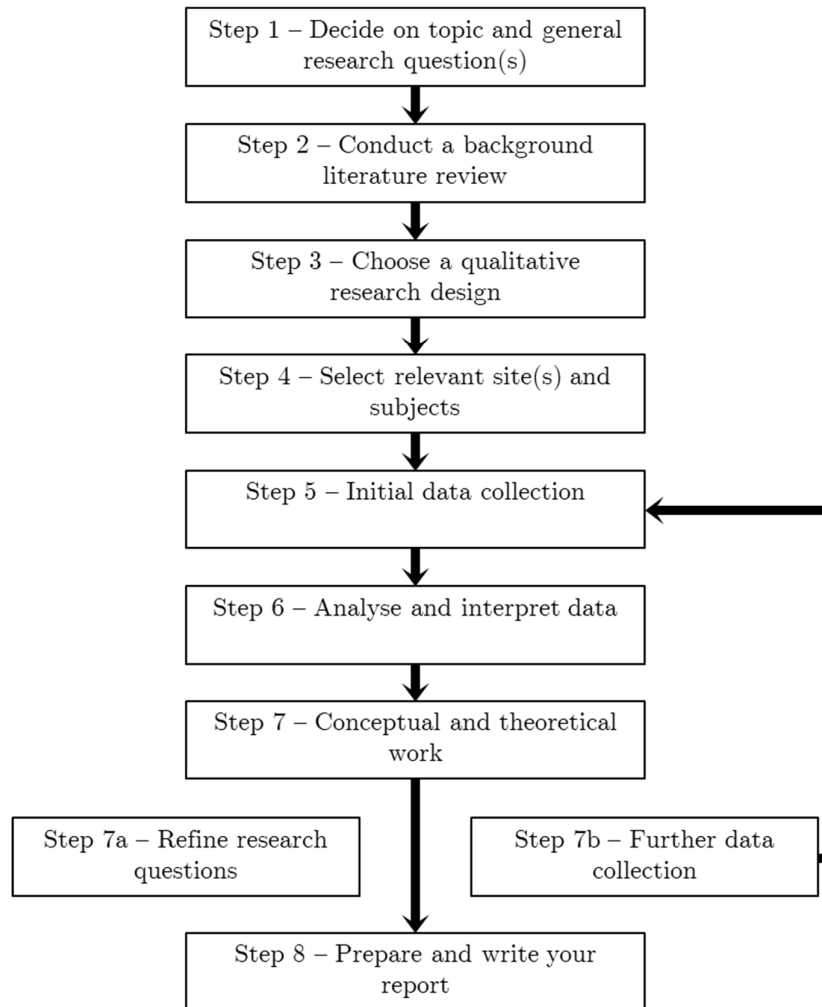 Step 1 – Decide on topic and general
research question(s)
Step 2 – Conduct a background
literature review
Step 3 – Choose a qualitative
research design
Step 4 – Select relevant site(s) and
subjects
Step 5 – Initial data collection
Step 6 – Analyse and interpret data
Step 7 – Conceptual and theoretical
work
Step 7a – Refine research
questions
Step 7b – Further data
collection
Step 8 – Prepare and write your
report